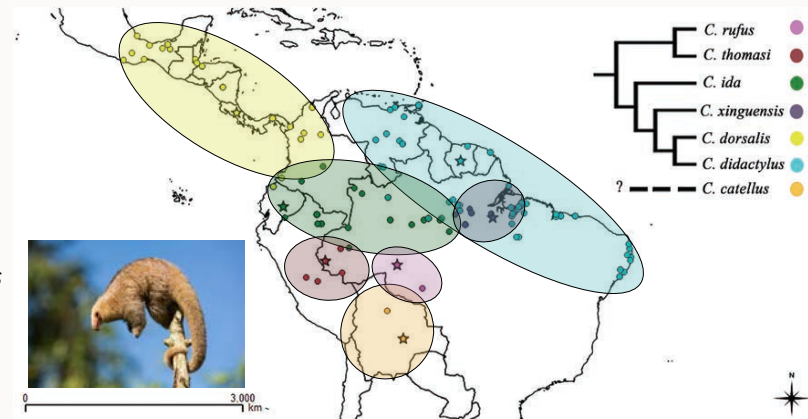 C. rufus
C. thomasi
C. ida
C. xinguensis
C. dorsalis
C. didactylus
? C. catellus
0 3,000
km
N